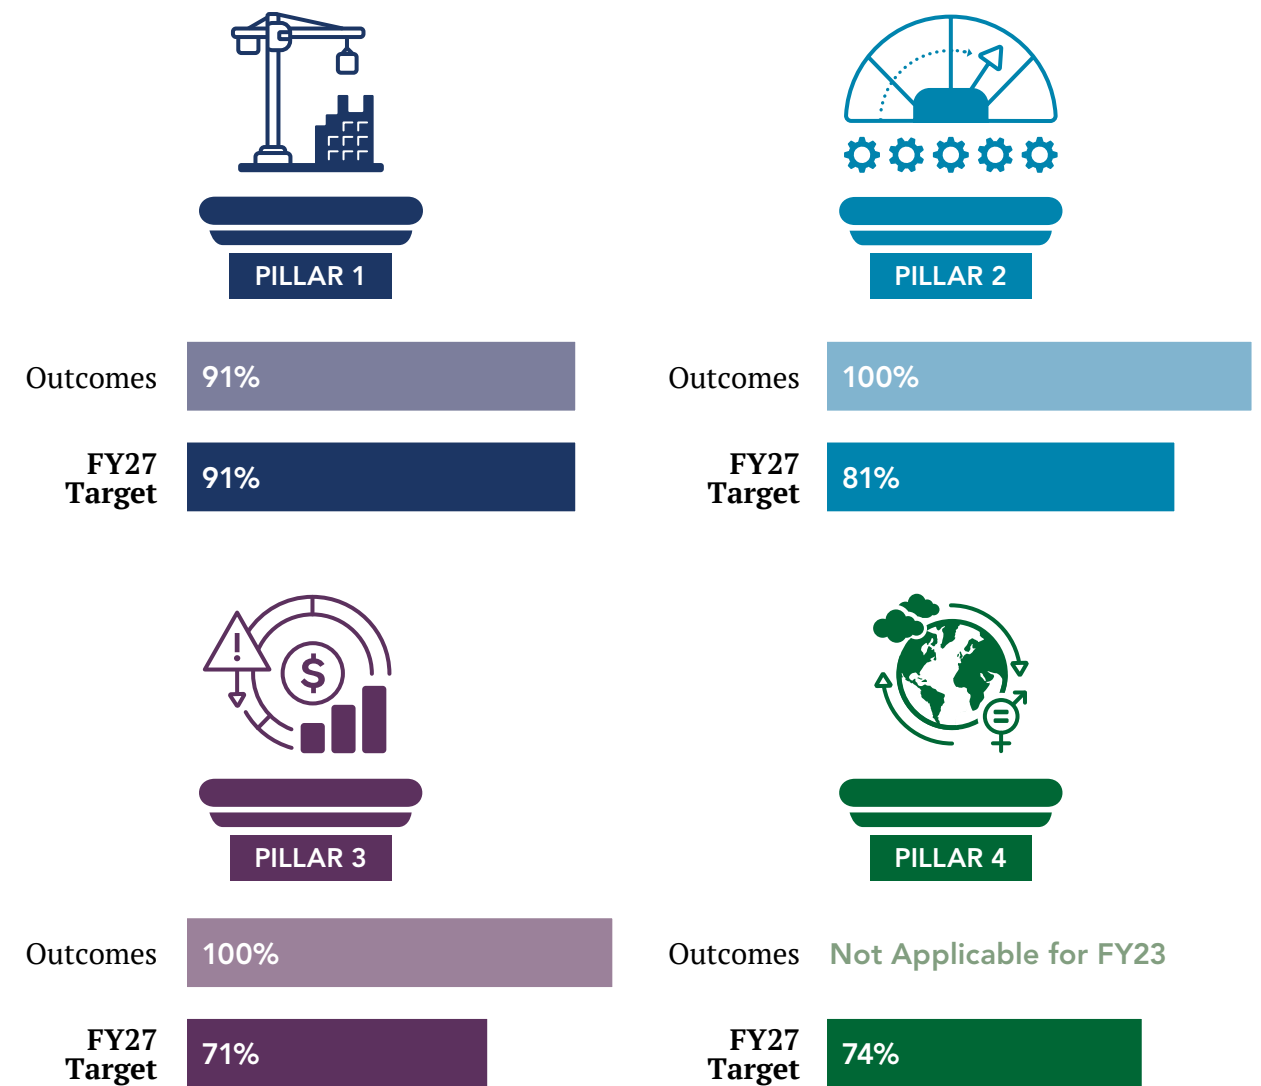 PILLAR 1
Outcomes 91%
FY27
Target
91%
PILLAR 2
Outcomes 100%
FY27
Target
81%
$
PILLAR 3
Outcomes 100%
FY27
Target
71%
PILLAR 4
Outcomes Not Applicable for FY23
FY27
Target
74%